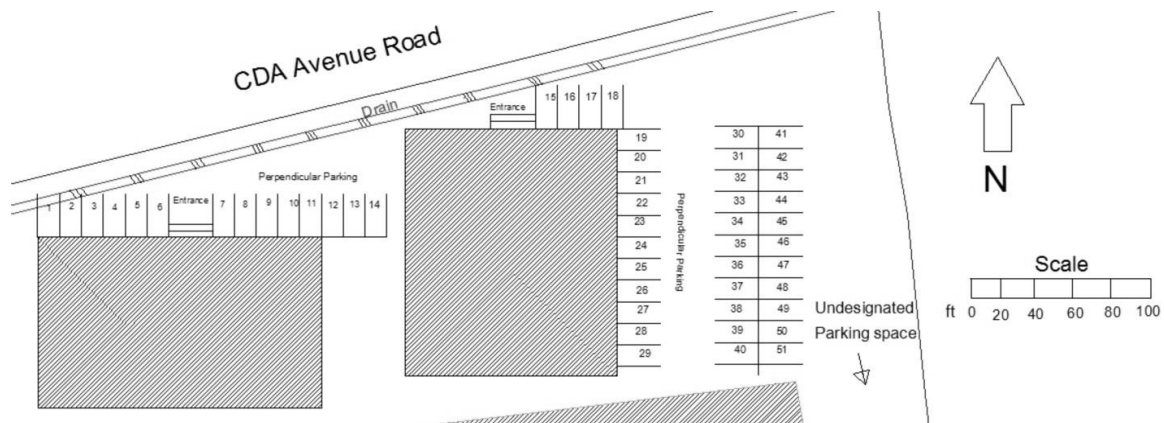 CDA Avenue Road
Drain
Entrance
15 16 17 18
Perpendicular Parking
1 2 3 4 5 6
Entrance
7 8 9 10 11 12 13 14
19
20
21
22
23
24
25
26
27
28
29
Perpendicular Parking
30 41
31 42
32 43
33 44
34 45
35 46
36 47
37 48
38 49
39 50
40 51
Undesignated
Parking space
N
Scale
ft 0 20 40 60 80 100